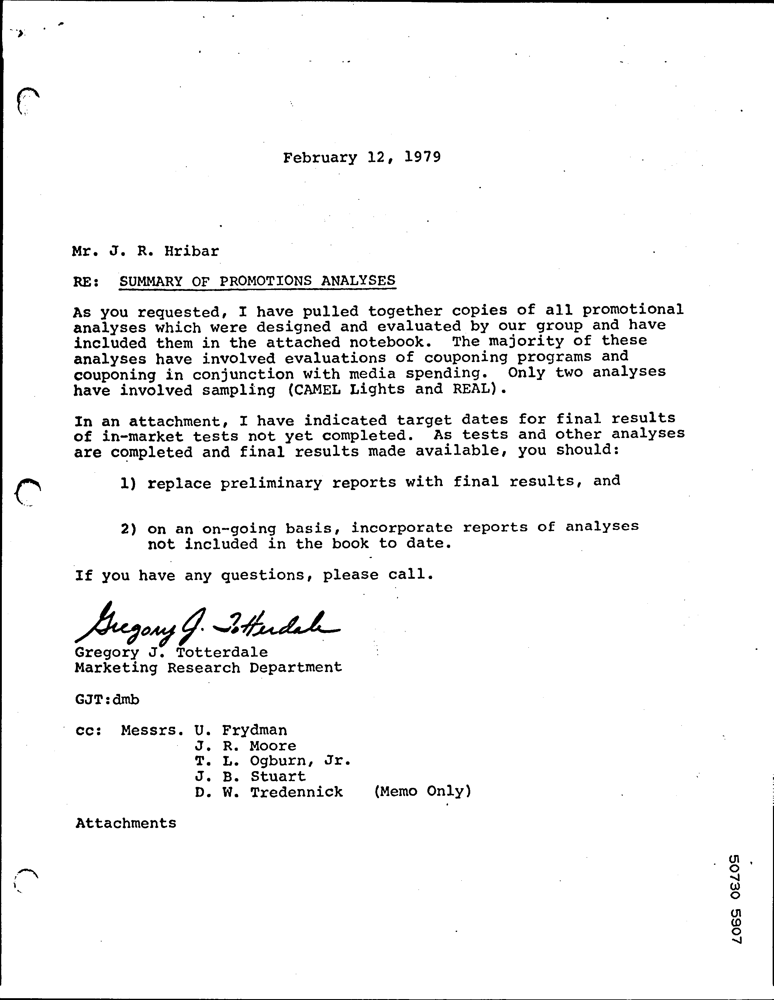 February 12, 1979
Mr. J. R. Hribar
RE: SUMMARY OF PROMOTIONS ANALYSES
As you requested, I have pulled together copies of all promotional
analyses which were designed and evaluated by our group and have
included them in the attached notebook. The majority of these
analyses have involved evaluations of couponing programs and
couponing in conjunction with media spending. Only two analyses
have involved sampling (CAMEL Lights and REAL).
In an attachment, I have indicated target dates for final results
of in-market tests not yet completed. As tests and other analyses
are completed and final results made available, you should:
1) replace preliminary reports with final results, and
2) on an on-going basis, incorporate reports of analyses
not included in the book to date.
If you have any questions, please call.
Gregory J. Totterdale
Gregory J. Totterdale
Marketing Research Department
GJT:dmb
cc: Messrs. U. Frydman
J. R. Moore
T. L. Ogburn, Jr.
J. B. Stuart
D. W. Tredennick (Memo Only)
Attachments
50730 5907